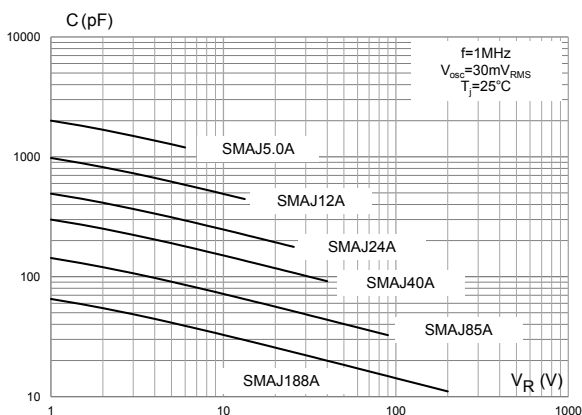 C (pF)
10000
f=1MHz
Vosc=30mVRMS
Tj=25°C
SMAJ5.0A
1000
SMAJ12A
SMAJ24A
SMAJ40A
100
SMAJ85A
SMAJ188A
VR (V)
10
1 10 100 1000